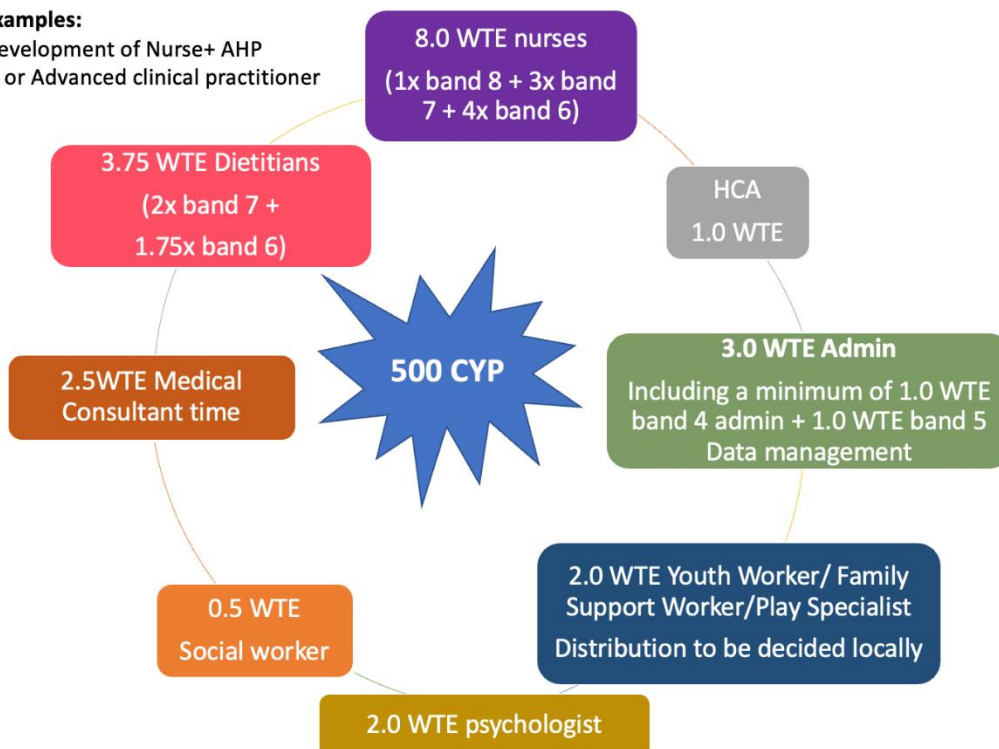 evelopment of Nurse+ AHP
or Advanced clinical practitioner
8.0 WTE nurses
(1x band 8 + 3x band
7 + 4x band 6)
3.75 WTE Dietitians
(2x band 7 +
1.75x band 6)
HCA
1.0 WTE
500 CYP
2.5WTE Medical
Consultant time
3.0 WTE Admin
Including a minimum of 1.0 WTE
band 4 admin + 1.0 WTE band 5
Data management
0.5 WTE
Social worker
2.0 WTE Youth Worker/ Family
Support Worker/Play Specialist
Distribution to be decided locally
2.0 WTE psychologist